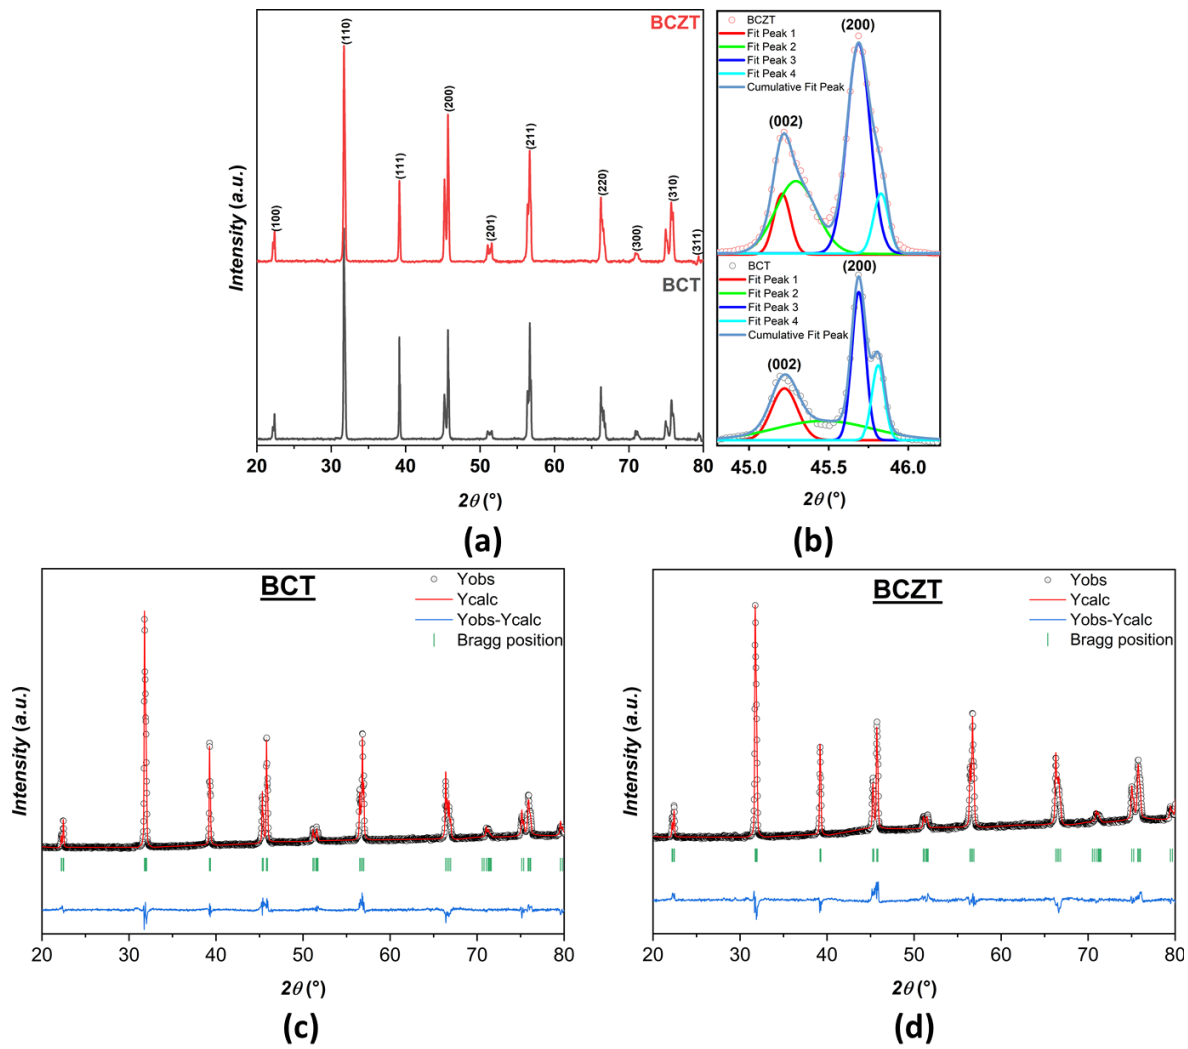 BCZT
(100)
(110)
(111)
(200)
(201)
(211)
(220)
(300)
(310)
(311)
BCT
Intensity (a.u.)
20 30 40 50 60 70 80
2θ (°)
(a)
BCZT
Fit Peak 1
Fit Peak 2
Fit Peak 3
Fit Peak 4
Cumulative Fit Peak
(200)
(002)
BCT
Fit Peak 1
Fit Peak 2
Fit Peak 3
Fit Peak 4
Cumulative Fit Peak
(200)
(002)
45.0 45.5 46.0
2θ (°)
(b)
BCT
Yobs
Ycalc
Yobs-Ycalc
Bragg position
Intensity (a.u.)
20 30 40 50 60 70 80
2θ (°)
(c)
BCZT
Yobs
Ycalc
Yobs-Ycalc
Bragg position
Intensity (a.u.)
20 30 40 50 60 70 80
2θ (°)
(d)